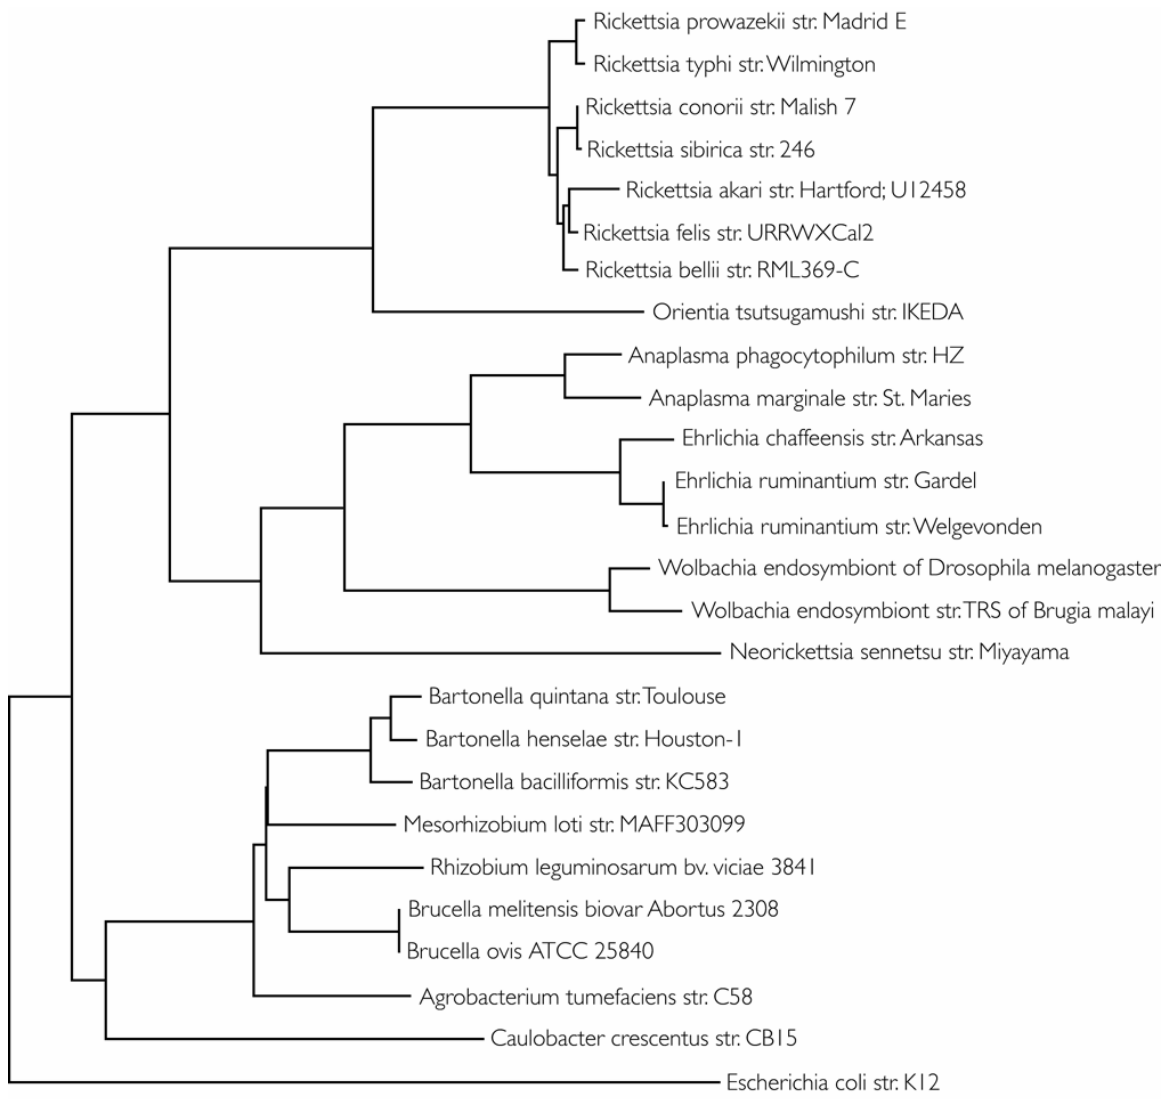 Rickettsia prowazekii str. Madrid E
Rickettsia typhi str. Wilmington
Rickettsia conorii str. Malish 7
Rickettsia sibirica str. 246
Rickettsia akari str. Hartford; U12458
Rickettsia felis str. URRWXCal2
Rickettsia bellii str. RML369-C
Orientia tsutsugamushi str. IKEDA
Anaplasma phagocytophilum str. HZ
Anaplasma marginale str. St. Maries
Ehrlichia chaffeensis str. Arkansas
Ehrlichia ruminantium str. Gardel
Ehrlichia ruminantium str. Welgevonden
Wolbachia endosymbiont of Drosophila melanogaster
Wolbachia endosymbiont str. TRS of Brugia malayi
Neorickettsia sennetsu str. Miyayama
Bartonella quintana str. Toulouse
Bartonella henselae str. Houston-1
Bartonella bacilliformis str. KC583
Mesorhizobium loti str. MAFF303099
Rhizobium leguminosarum bv. viciae 3841
Brucella melitensis biovar Abortus 2308
Brucella ovis ATCC 25840
Agrobacterium tumefaciens str. C58
Caulobacter crescentus str. CB15
Escherichia coli str. K12